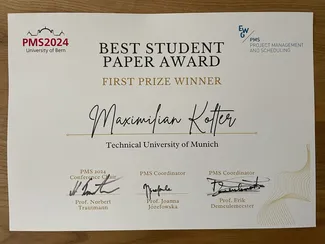 PMS2024
University of Bern
EWG
PMS
PROJECT MANAGEMENT
AND SCHEDULING
BEST STUDENT
PAPER AWARD
FIRST PRIZE WINNER
Maximilian Kolter
Technical University of Munich
PMS 2024
Conference Chair
Prof. Norbert
Trautmann
PMS Coordinator
Prof. Joanna
Józefowska
PMS Coordinator
Prof. Erik
Demeulemeester